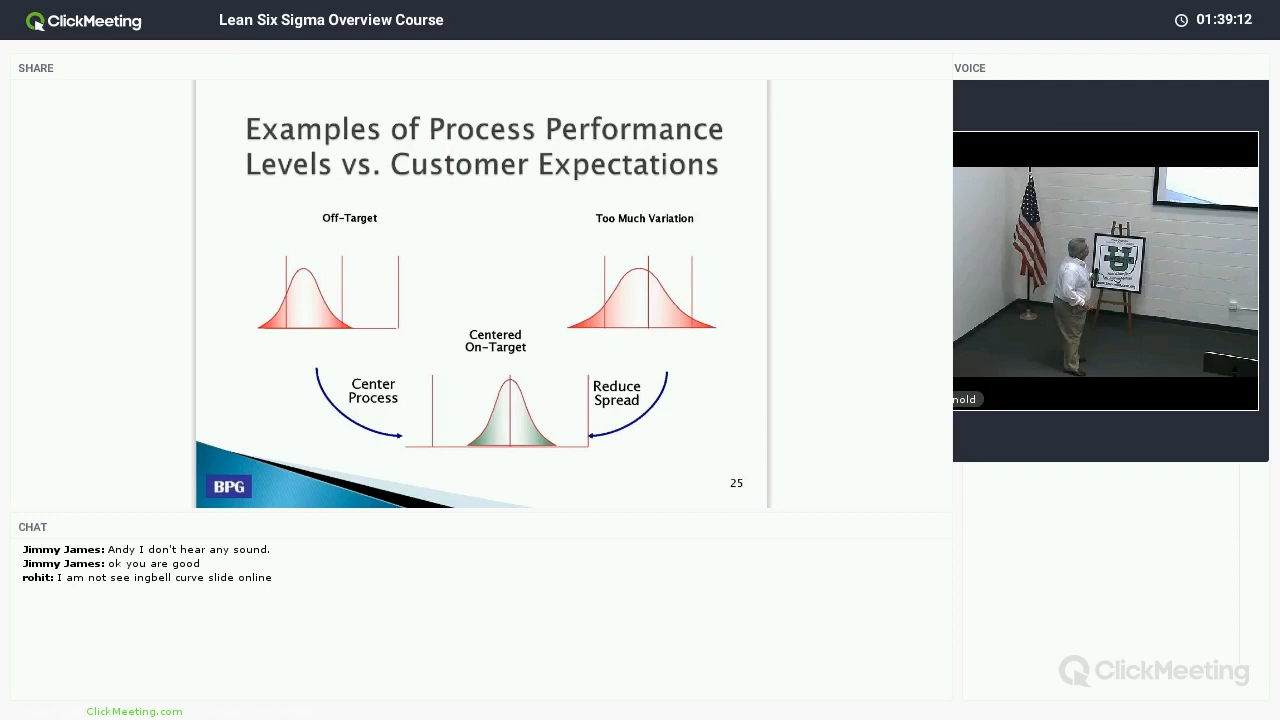 ClickMeeting
Lean Six Sigma Overview Course
01:39:12
SHARE
VOICE
Examples of Process Performance
Levels vs. Customer Expectations
Off-Target
Too Much Variation
Centered
On-Target
Center
Process
Reduce
Spread
BPG
25
nold
CHAT
Jimmy James: Andy I don't hear any sound.
Jimmy James: ok you are good
rohit: I am not see ingbell curve slide online
ClickMeeting
ClickMeeting.com